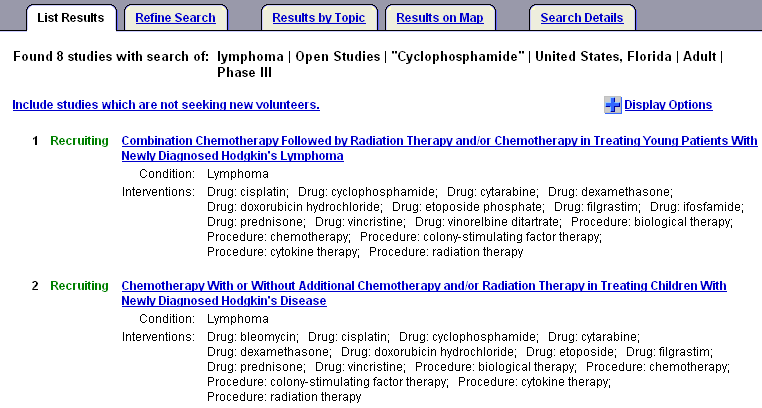 List Results Refine Search Results by Topic Results on Map Search Details
Found 8 studies with search of: lymphoma | Open Studies | "Cyclophosphamide" | United States, Florida | Adult |
Phase III
Include studies which are not seeking new volunteers. Display Options
1 Recruiting Combination Chemotherapy Followed by Radiation Therapy and/or Chemotherapy in Treating Young Patients With
Newly Diagnosed Hodgkin's Lymphoma
Condition: Lymphoma
Interventions: Drug: cisplatin; Drug: cyclophosphamide; Drug: cytarabine; Drug: dexamethasone;
Drug: doxorubicin hydrochloride; Drug: etoposide phosphate; Drug: filgrastim; Drug: ifosfamide;
Drug: prednisone; Drug: vincristine; Drug: vinorelbine ditartrate; Procedure: biological therapy;
Procedure: chemotherapy; Procedure: colony-stimulating factor therapy;
Procedure: cytokine therapy; Procedure: radiation therapy
2 Recruiting Chemotherapy With or Without Additional Chemotherapy and/or Radiation Therapy in Treating Children With
Newly Diagnosed Hodgkin's Disease
Condition: Lymphoma
Interventions: Drug: bleomycin; Drug: cisplatin; Drug: cyclophosphamide; Drug: cytarabine;
Drug: dexamethasone; Drug: doxorubicin hydrochloride; Drug: etoposide; Drug: filgrastim;
Drug: prednisone; Drug: vincristine; Procedure: biological therapy; Procedure: chemotherapy;
Procedure: colony-stimulating factor therapy; Procedure: cytokine therapy;
Procedure: radiation therapy